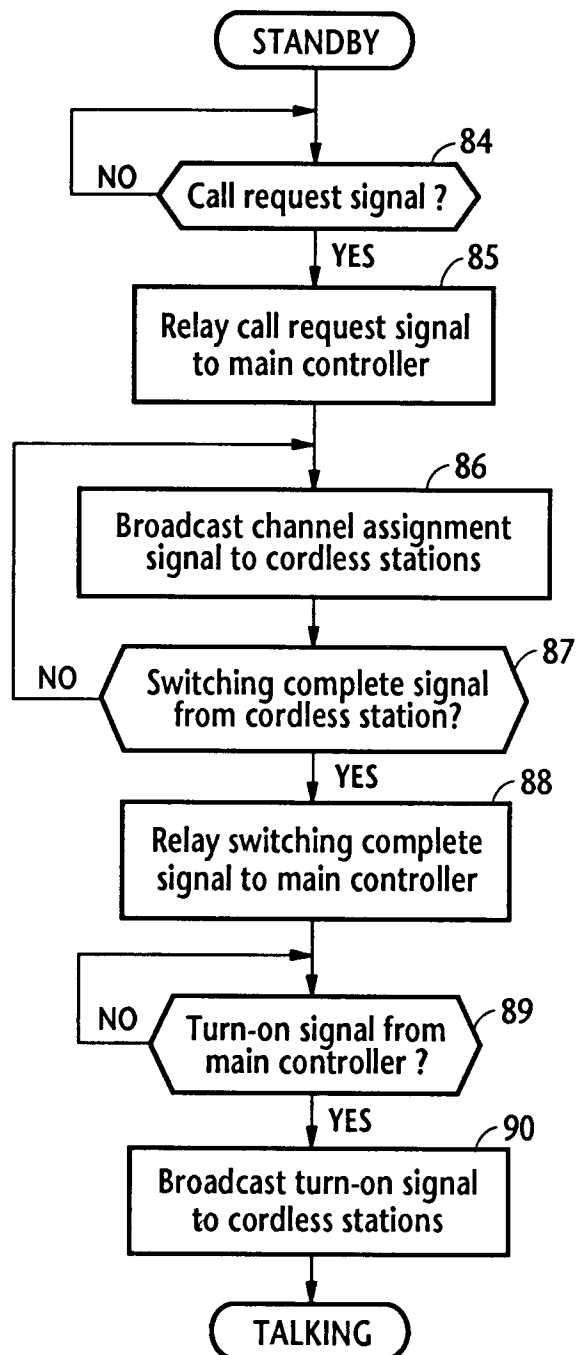 STANDBY
84
NO
Call request signal ?
YES
85
Relay call request signal
to main controller
86
Broadcast channel assignment
signal to cordless stations
87
NO
Switching complete signal
from cordless station?
YES
88
Relay switching complete
signal to main controller
89
NO
Turn-on signal from
main controller ?
YES
90
Broadcast turn-on signal
to cordless stations
TALKING